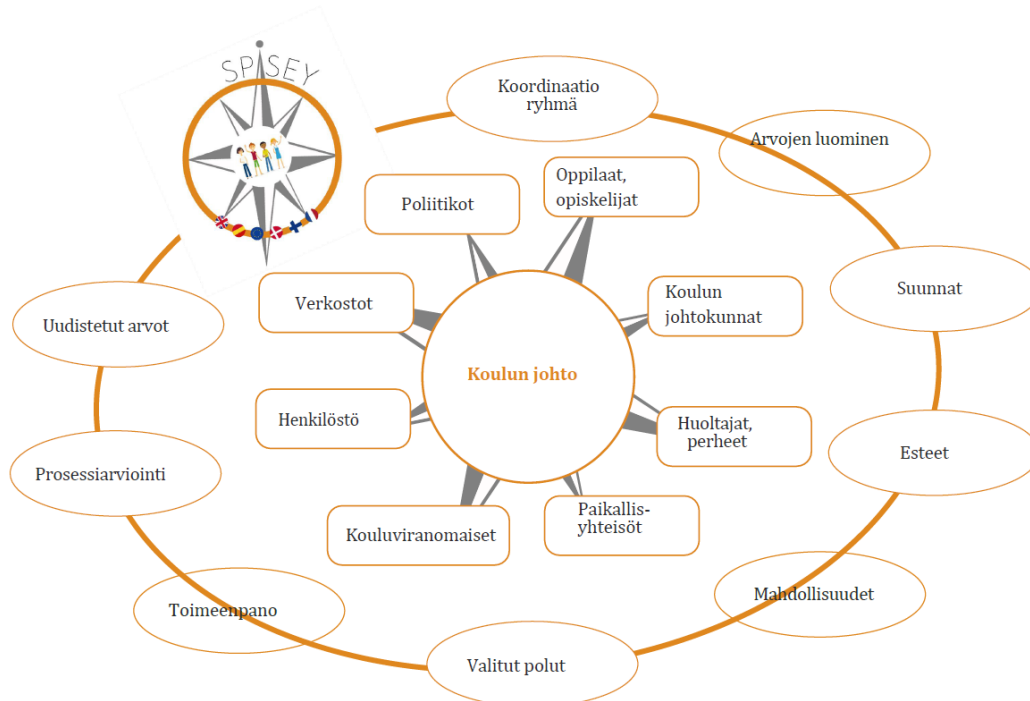 SPISEY
Koordinaatio
ryhmä
Arvojen luominen
Suunnat
Esteet
Mahdollisuudet
Valitut polut
Toimeenpano
Prosessiarviointi
Uudistetut arvot
Poliitikot
Oppilaat,
opiskelijat
Koulun
johtokunnat
Huoltajat,
perheet
Paikallis-
yhteisöt
Kouluviranomaiset
Henkilöstö
Verkostot
Koulun johto